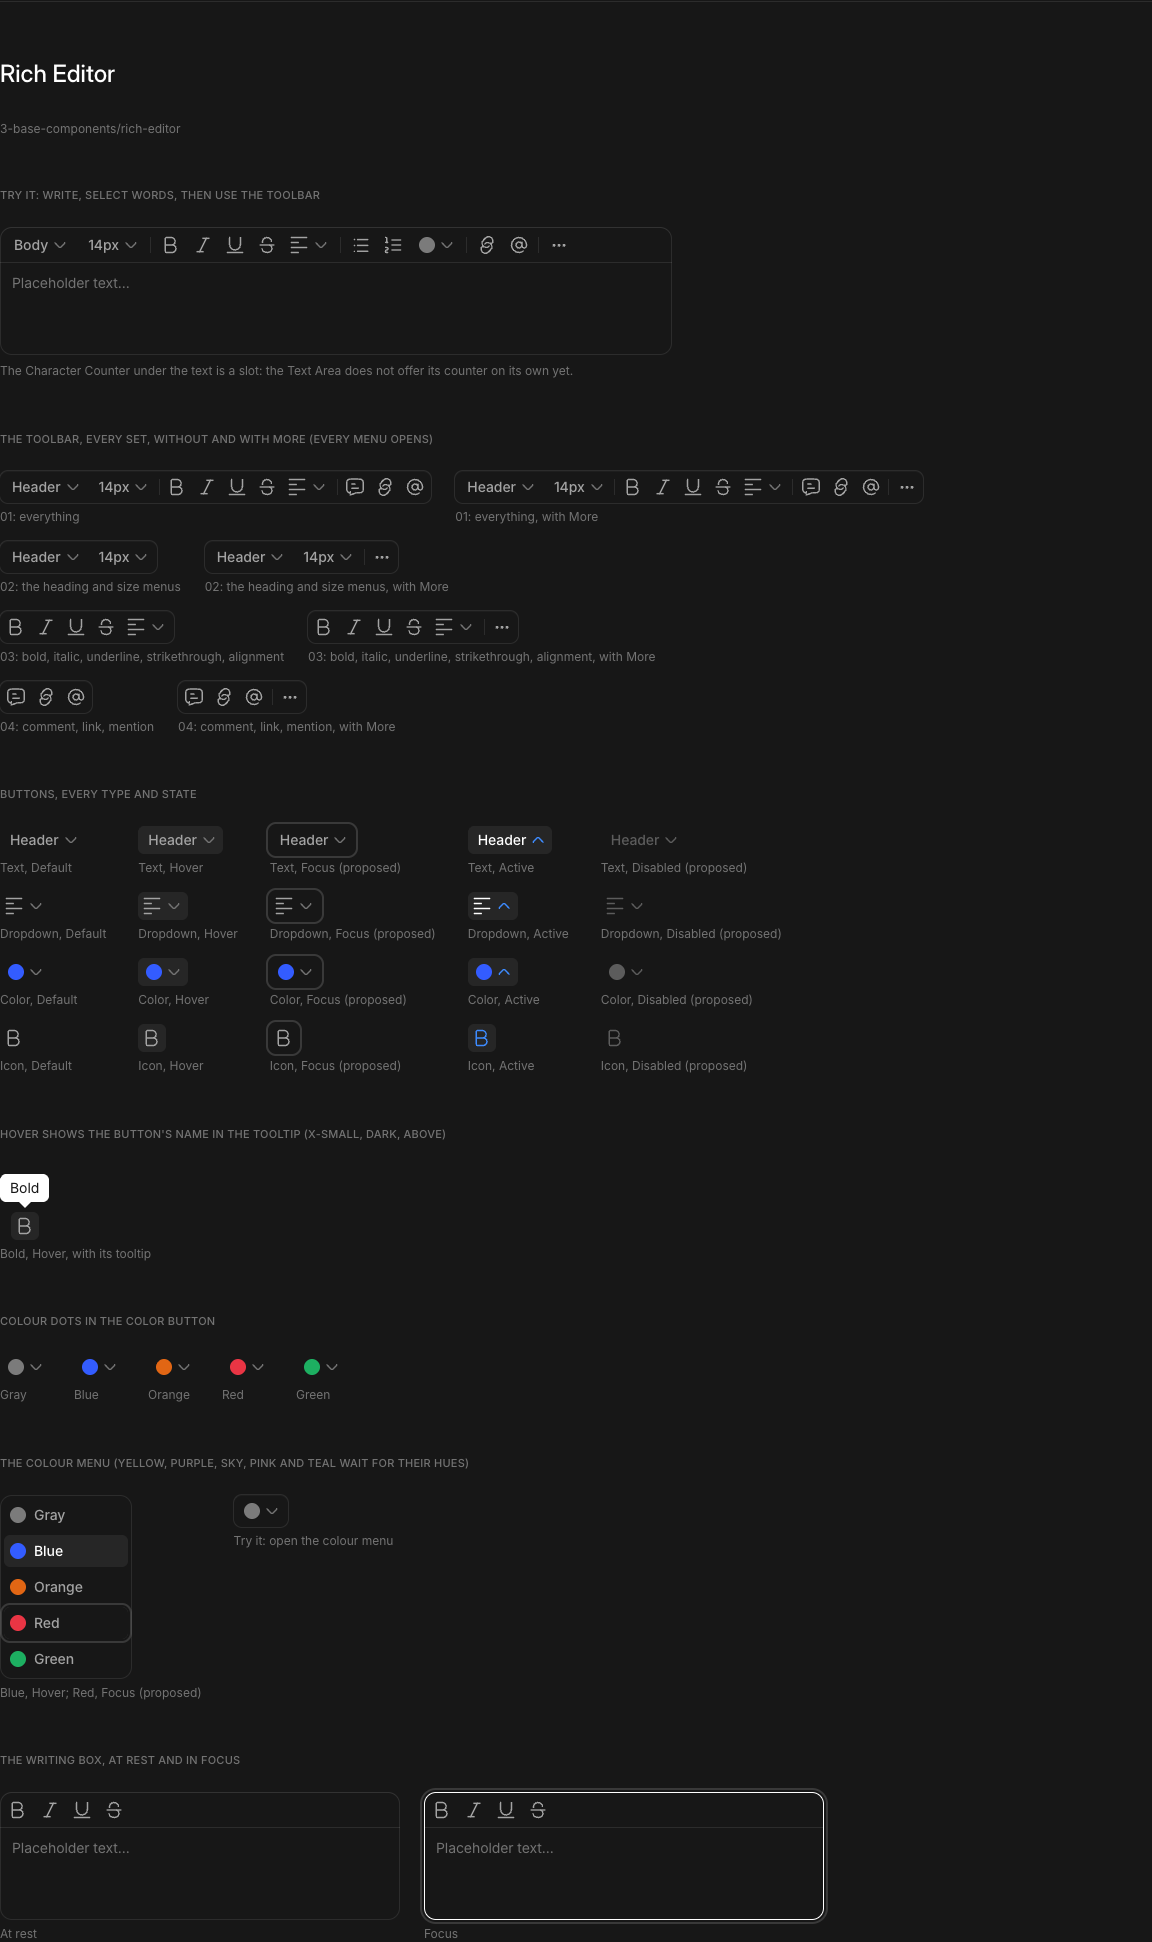 Rich Editor
3-base-components/rich-editor
TRY IT: WRITE, SELECT WORDS, THEN USE THE TOOLBAR
Body 14px
Placeholder text...
The Character Counter under the text is a slot: the Text Area does not offer its counter on its own yet.
THE TOOLBAR, EVERY SET, WITHOUT AND WITH MORE (EVERY MENU OPENS)
Header 14px Header 14px
01: everything 01: everything, with More
Header 14px Header 14px
02: the heading and size menus 02: the heading and size menus, with More
03: bold, italic, underline, strikethrough, alignment 03: bold, italic, underline, strikethrough, alignment, with More
04: comment, link, mention 04: comment, link, mention, with More
BUTTONS, EVERY TYPE AND STATE
Header Header Header Header Header
Text, Default Text, Hover Text, Focus (proposed) Text, Active Text, Disabled (proposed)
Dropdown, Default Dropdown, Hover Dropdown, Focus (proposed) Dropdown, Active Dropdown, Disabled (proposed)
Color, Default Color, Hover Color, Focus (proposed) Color, Active Color, Disabled (proposed)
Icon, Default Icon, Hover Icon, Focus (proposed) Icon, Active Icon, Disabled (proposed)
HOVER SHOWS THE BUTTON'S NAME IN THE TOOLTIP (X-SMALL, DARK, ABOVE)
Bold
Bold, Hover, with its tooltip
COLOUR DOTS IN THE COLOR BUTTON
Gray Blue Orange Red Green
THE COLOUR MENU (YELLOW, PURPLE, SKY, PINK AND TEAL WAIT FOR THEIR HUES)
Gray
Blue
Orange
Red
Green
Try it: open the colour menu
Blue, Hover; Red, Focus (proposed)
THE WRITING BOX, AT REST AND IN FOCUS
Placeholder text... Placeholder text...
At rest Focus